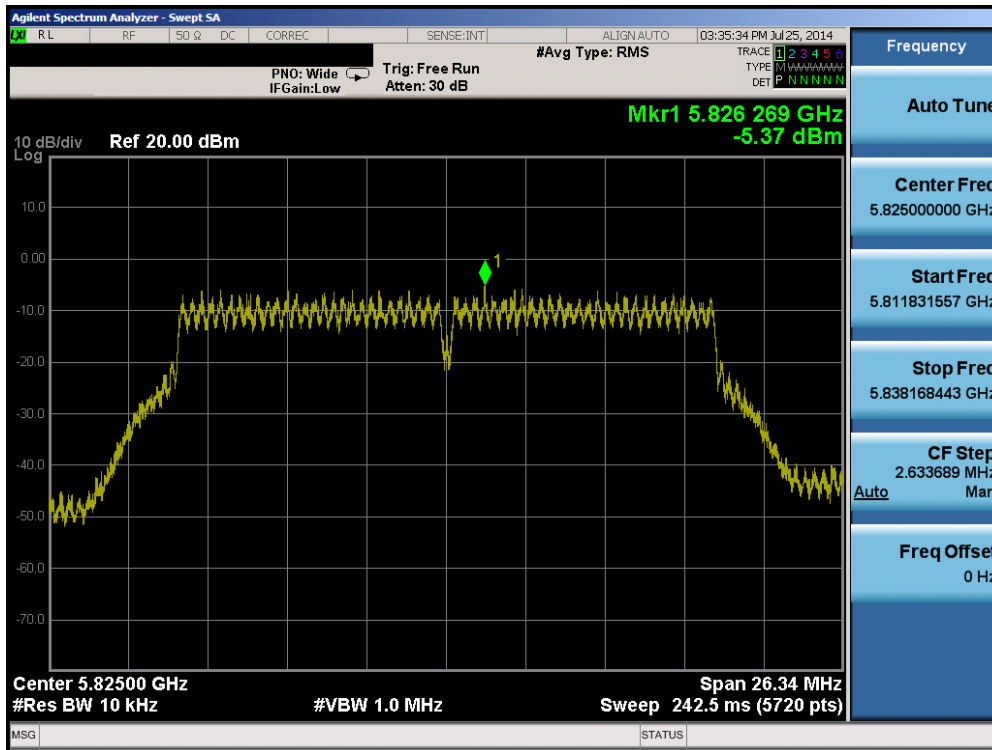 Agilent Spectrum Analyzer - Swept SA
LXI RL RF 50 Ω DC CORREC SENSE:INT ALIGN AUTO 03:35:34 PM Jul 25, 2014
#Avg Type: RMS
TRACE 1 2 3 4 5 6
PNO: Wide Trig: Free Run TYPE M WWWWW
IFGain:Low Atten: 30 dB DET P N N N N N
Mkr1 5.826 269 GHz
-5.37 dBm
10 dB/div Ref 20.00 dBm
Log
10.0
0.00
1
-10.0
-20.0
-30.0
-40.0
-50.0
-60.0
-70.0
Center 5.82500 GHz Span 26.34 MHz
#Res BW 10 kHz #VBW 1.0 MHz Sweep 242.5 ms (5720 pts)
MSG STATUS
Frequency
Auto Tune
Center Freq
5.825000000 GHz
Start Freq
5.811831557 GHz
Stop Freq
5.838168443 GHz
CF Step
2.633689 MHz
Auto Man
Freq Offset
0 Hz